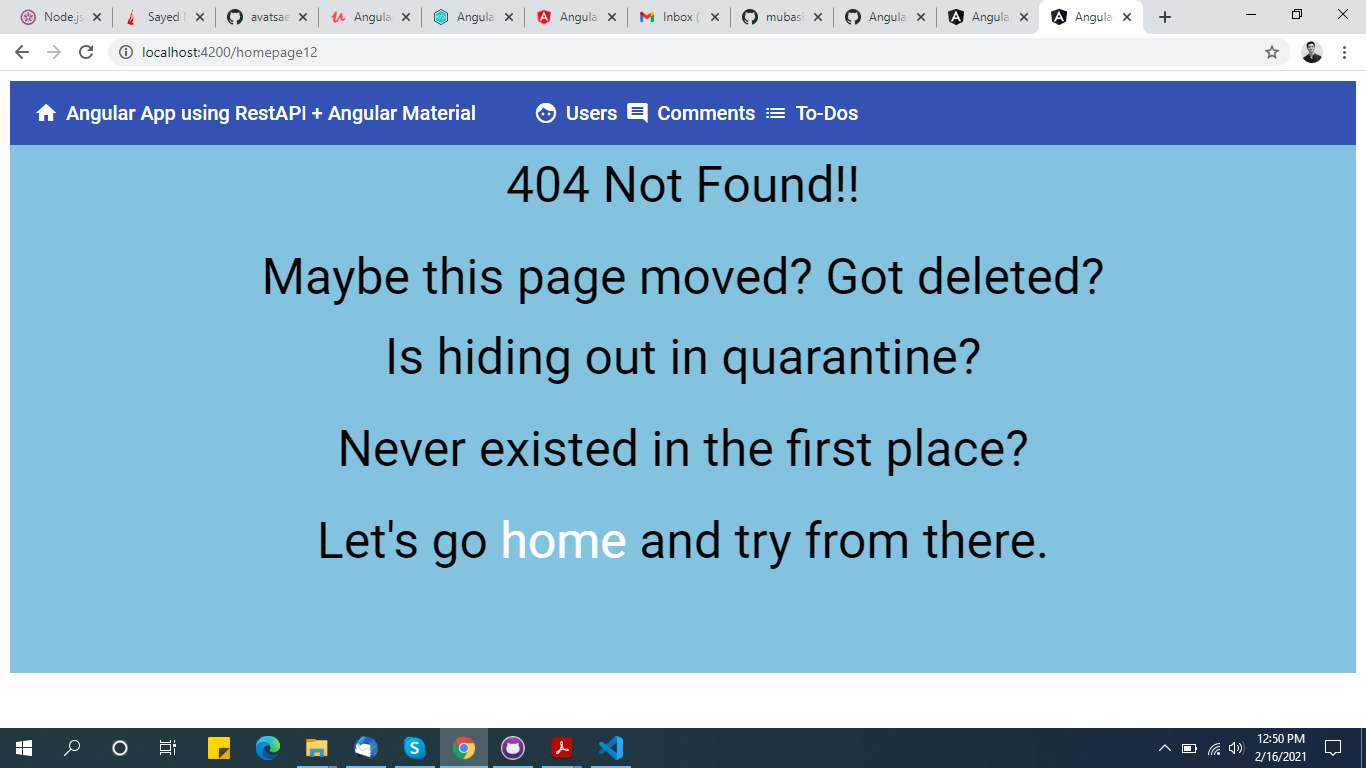 Node.js
Sayed
avatsae
Angula
Angula
Angula
Inbox (
mubas
Angula
Angula
Angula
localhost:4200/homepage12
Angular App using RestAPI + Angular Material Users Comments To-Dos
404 Not Found!!
Maybe this page moved? Got deleted?
Is hiding out in quarantine?
Never existed in the first place?
Let's go home and try from there.
12:50 PM
2/16/2021